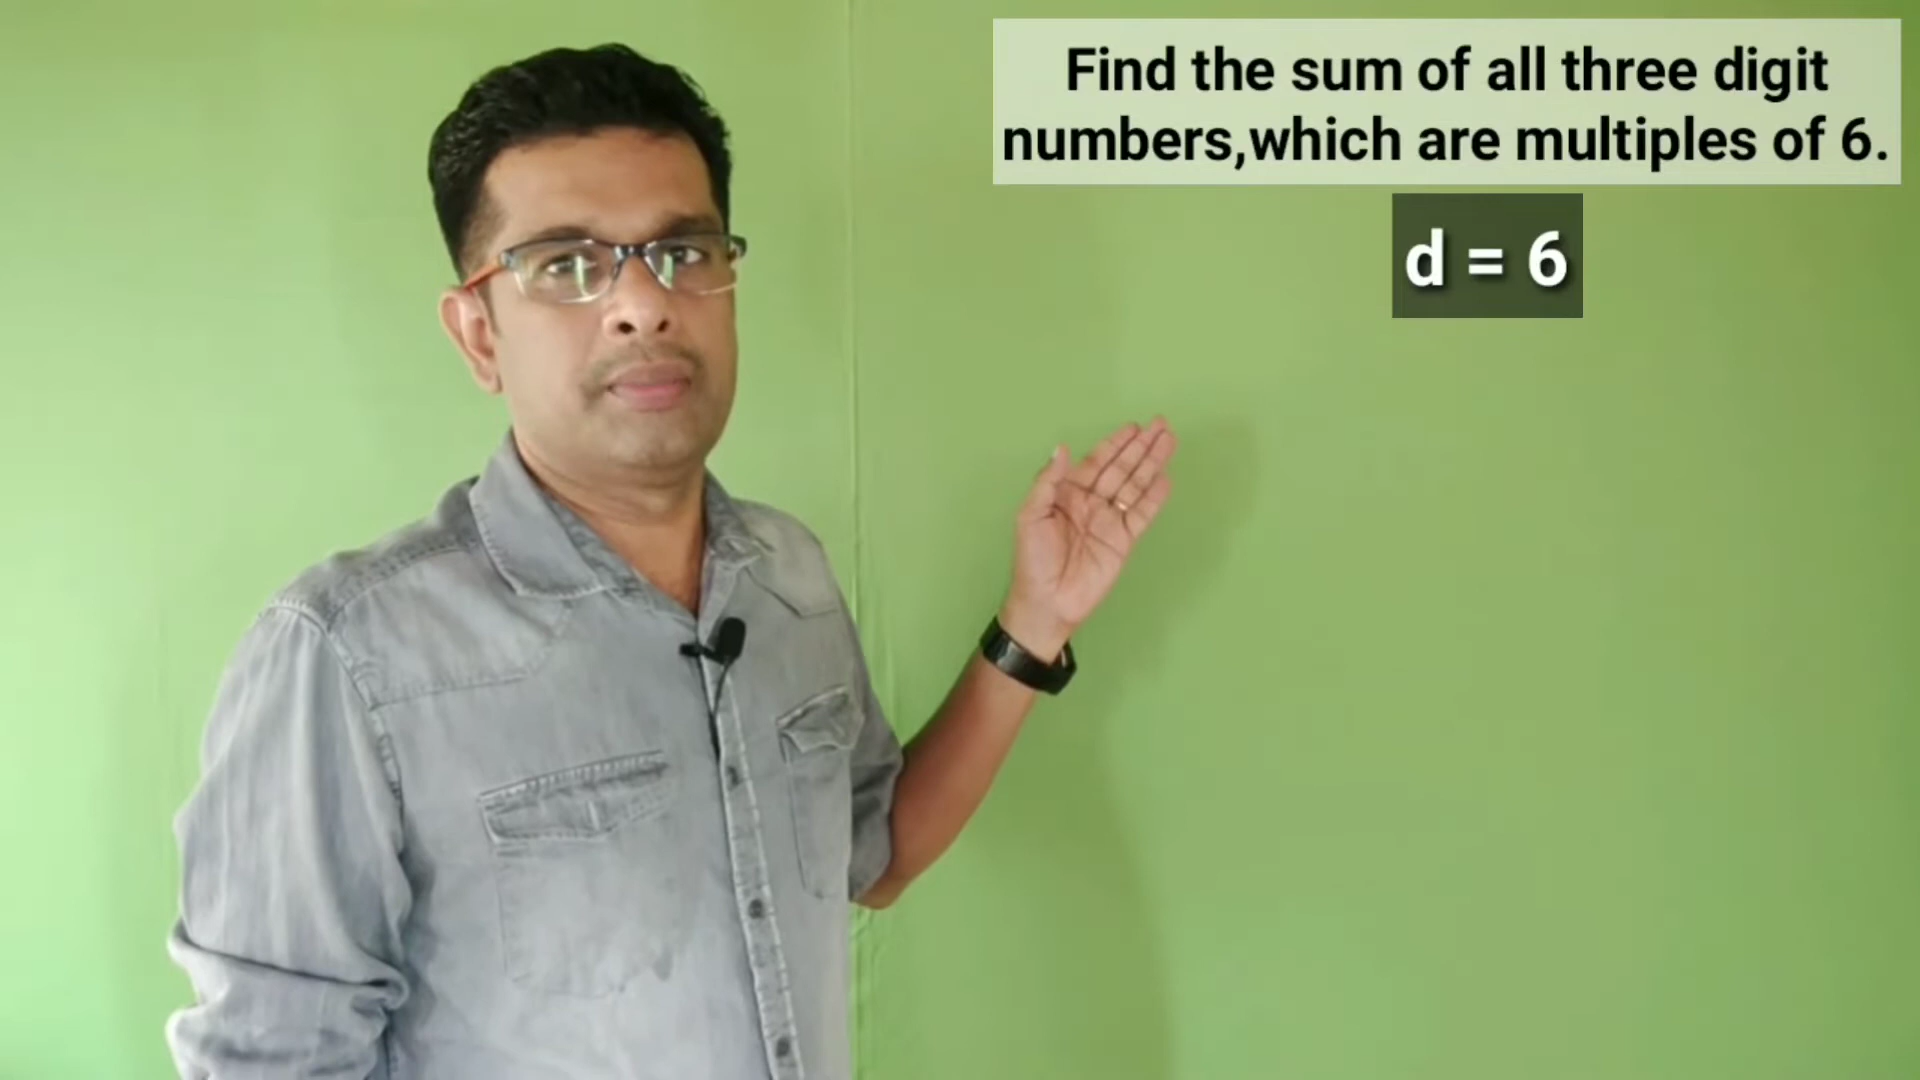 Find the sum of all three digit
numbers,which are multiples of 6.
d = 6